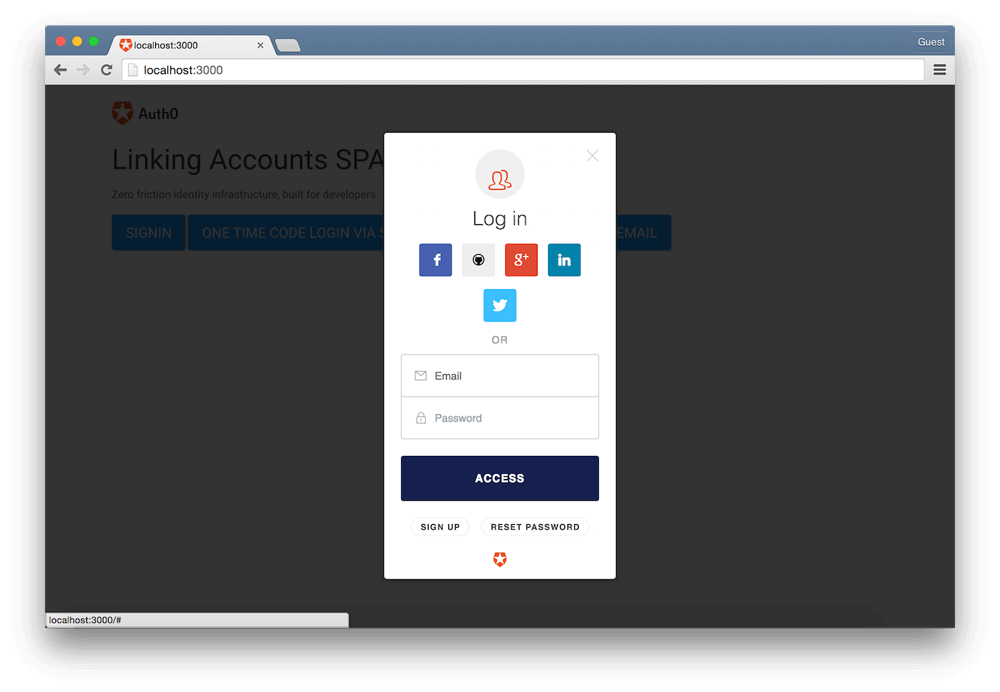 localhost:3000
Guest
localhost:3000
Auth0
Linking Accounts SPA
Zero friction identity infrastructure, built for developers
SIGNIN
ONE TIME CODE LOGIN VIA
EMAIL
Log in
f
g+
in
OR
Email
Password
ACCESS
SIGN UP
RESET PASSWORD
localhost:3000/#